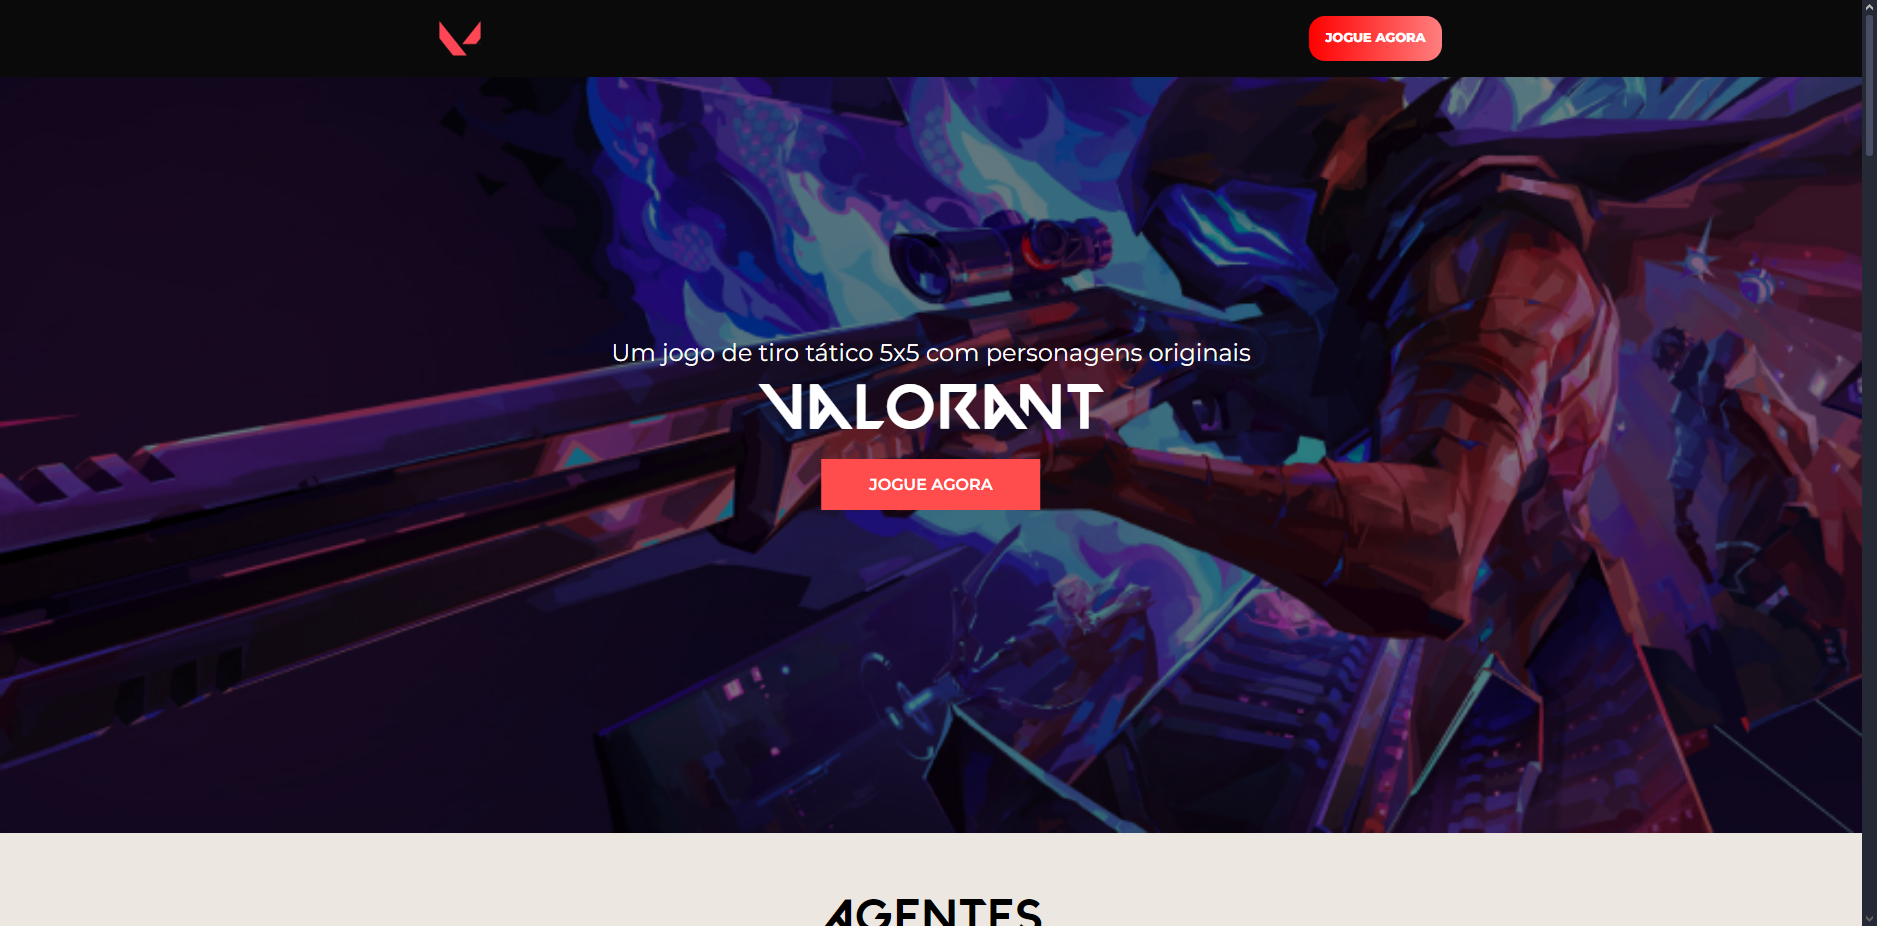 JOGUE AGORA
Um jogo de tiro tático 5x5 com personagens originais
VALORANT
JOGUE AGORA
AGENTES